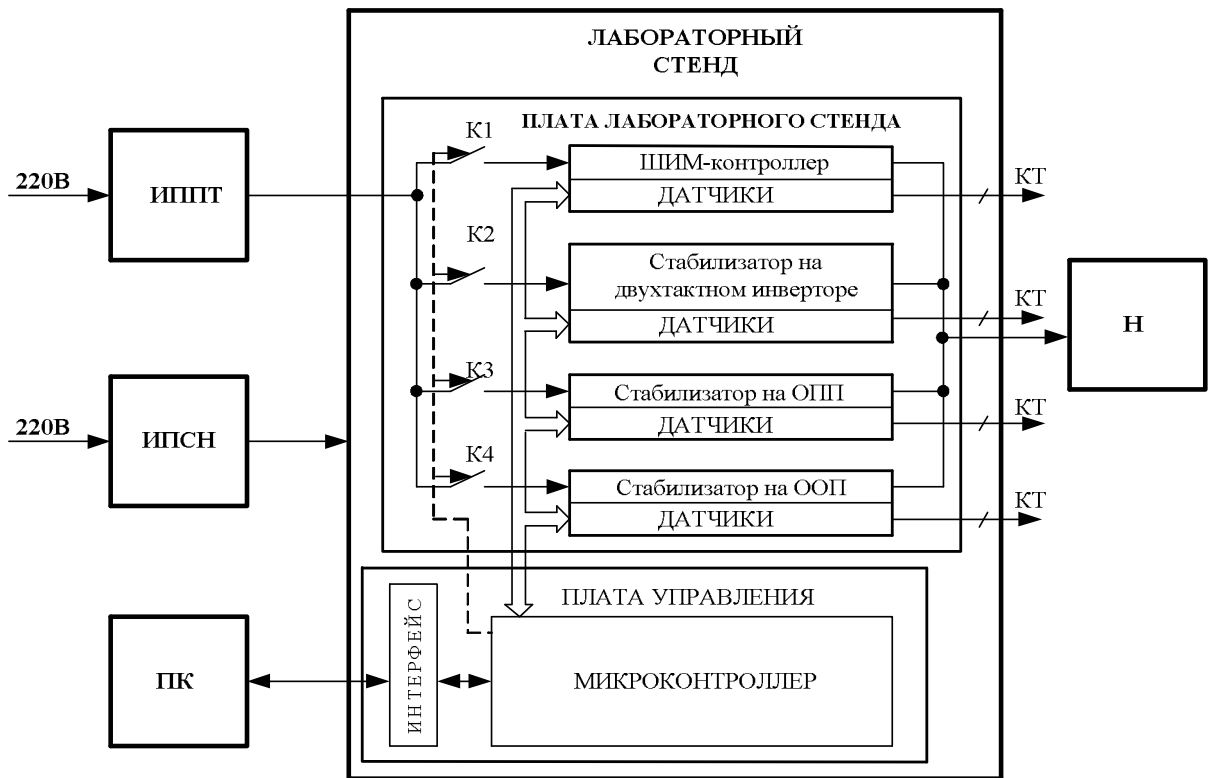 ЛАБОРАТОРНЫЙ
СТЕНД
ПЛАТА ЛАБОРАТОРНОГО СТЕНДА
К1
ШИМ-контроллер
ДАТЧИКИ
КТ
220В
ИППТ
К2
Стабилизатор на
двухтактном инверторе
ДАТЧИКИ
КТ
Н
К3
Стабилизатор на ОПП
ДАТЧИКИ
КТ
220В
ИПСН
К4
Стабилизатор на ООП
ДАТЧИКИ
КТ
ПЛАТА УПРАВЛЕНИЯ
ПК
ИНТЕРФЕЙС
МИКРОКОНТРОЛЛЕР